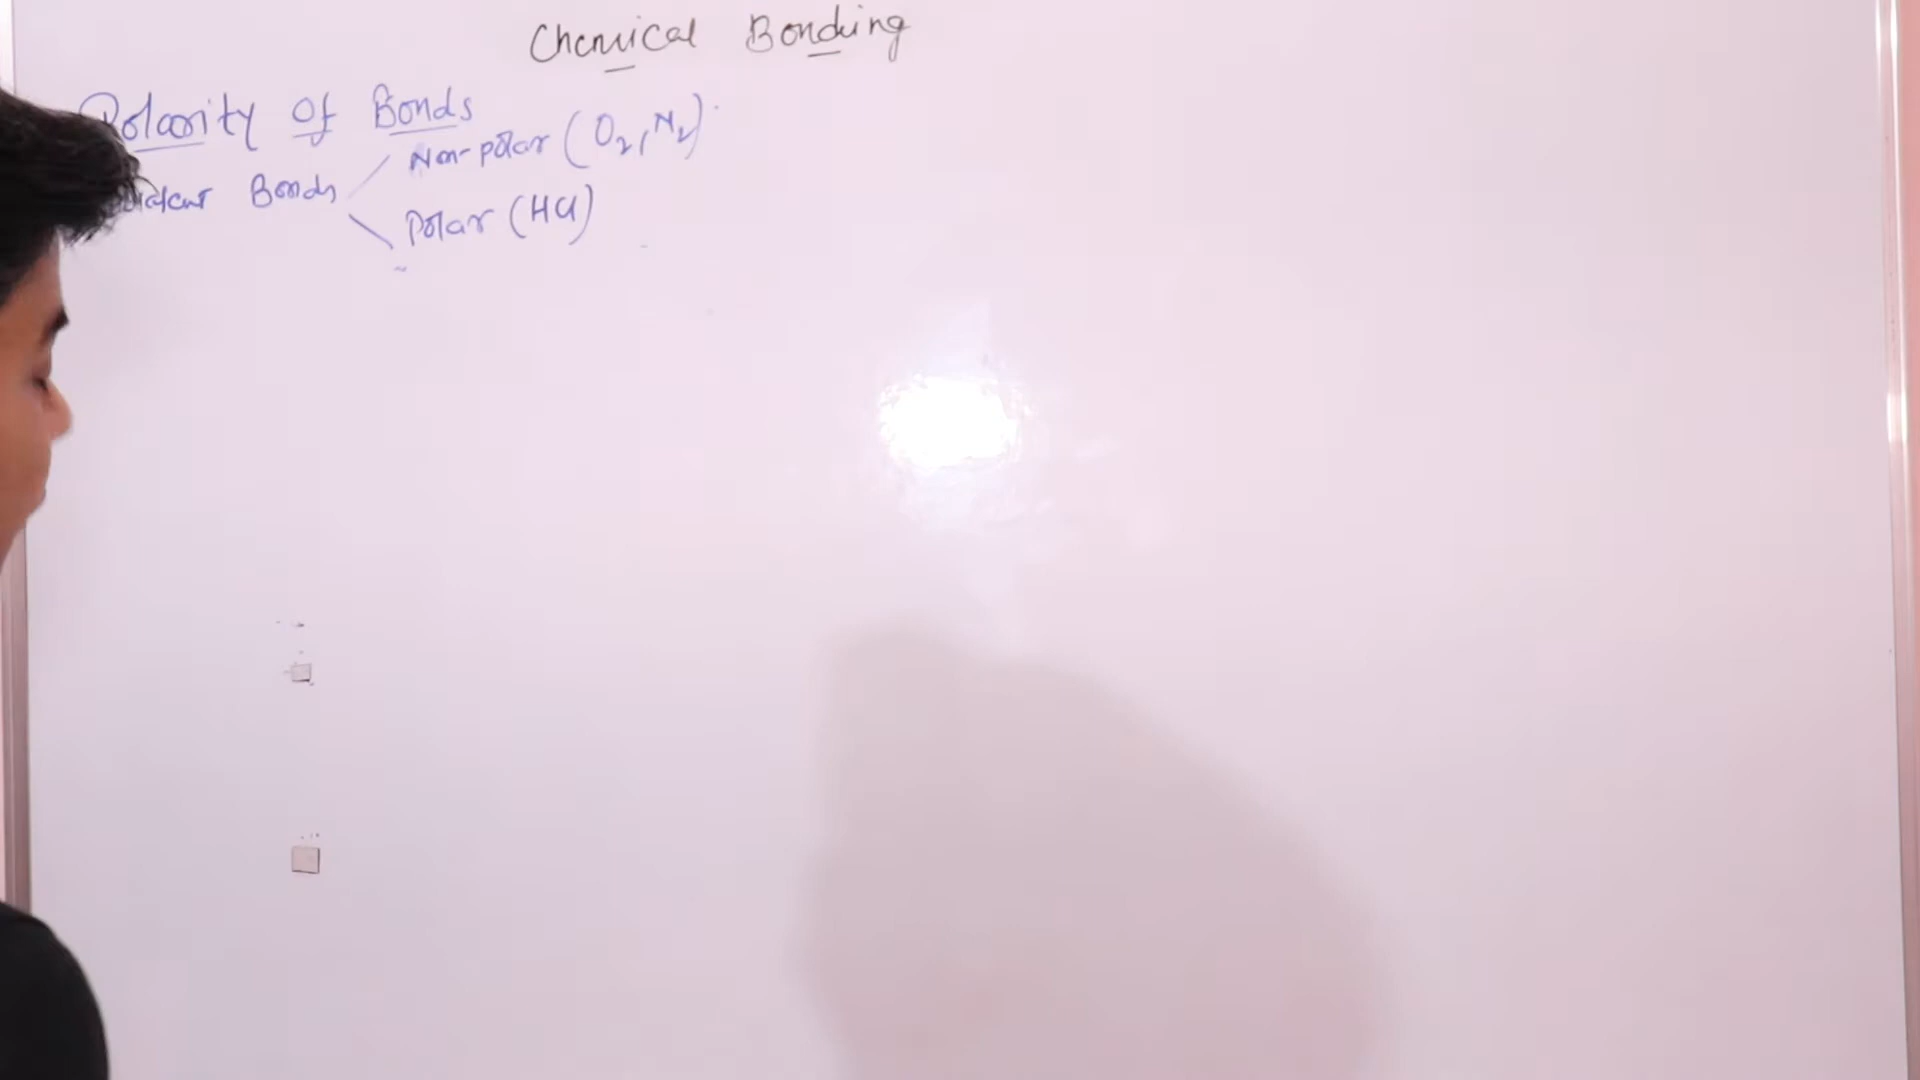 Chemical Bonding
Polarity Of Bonds
Non-polar (O₂, N₂)
Bonds
Polar (HCl)